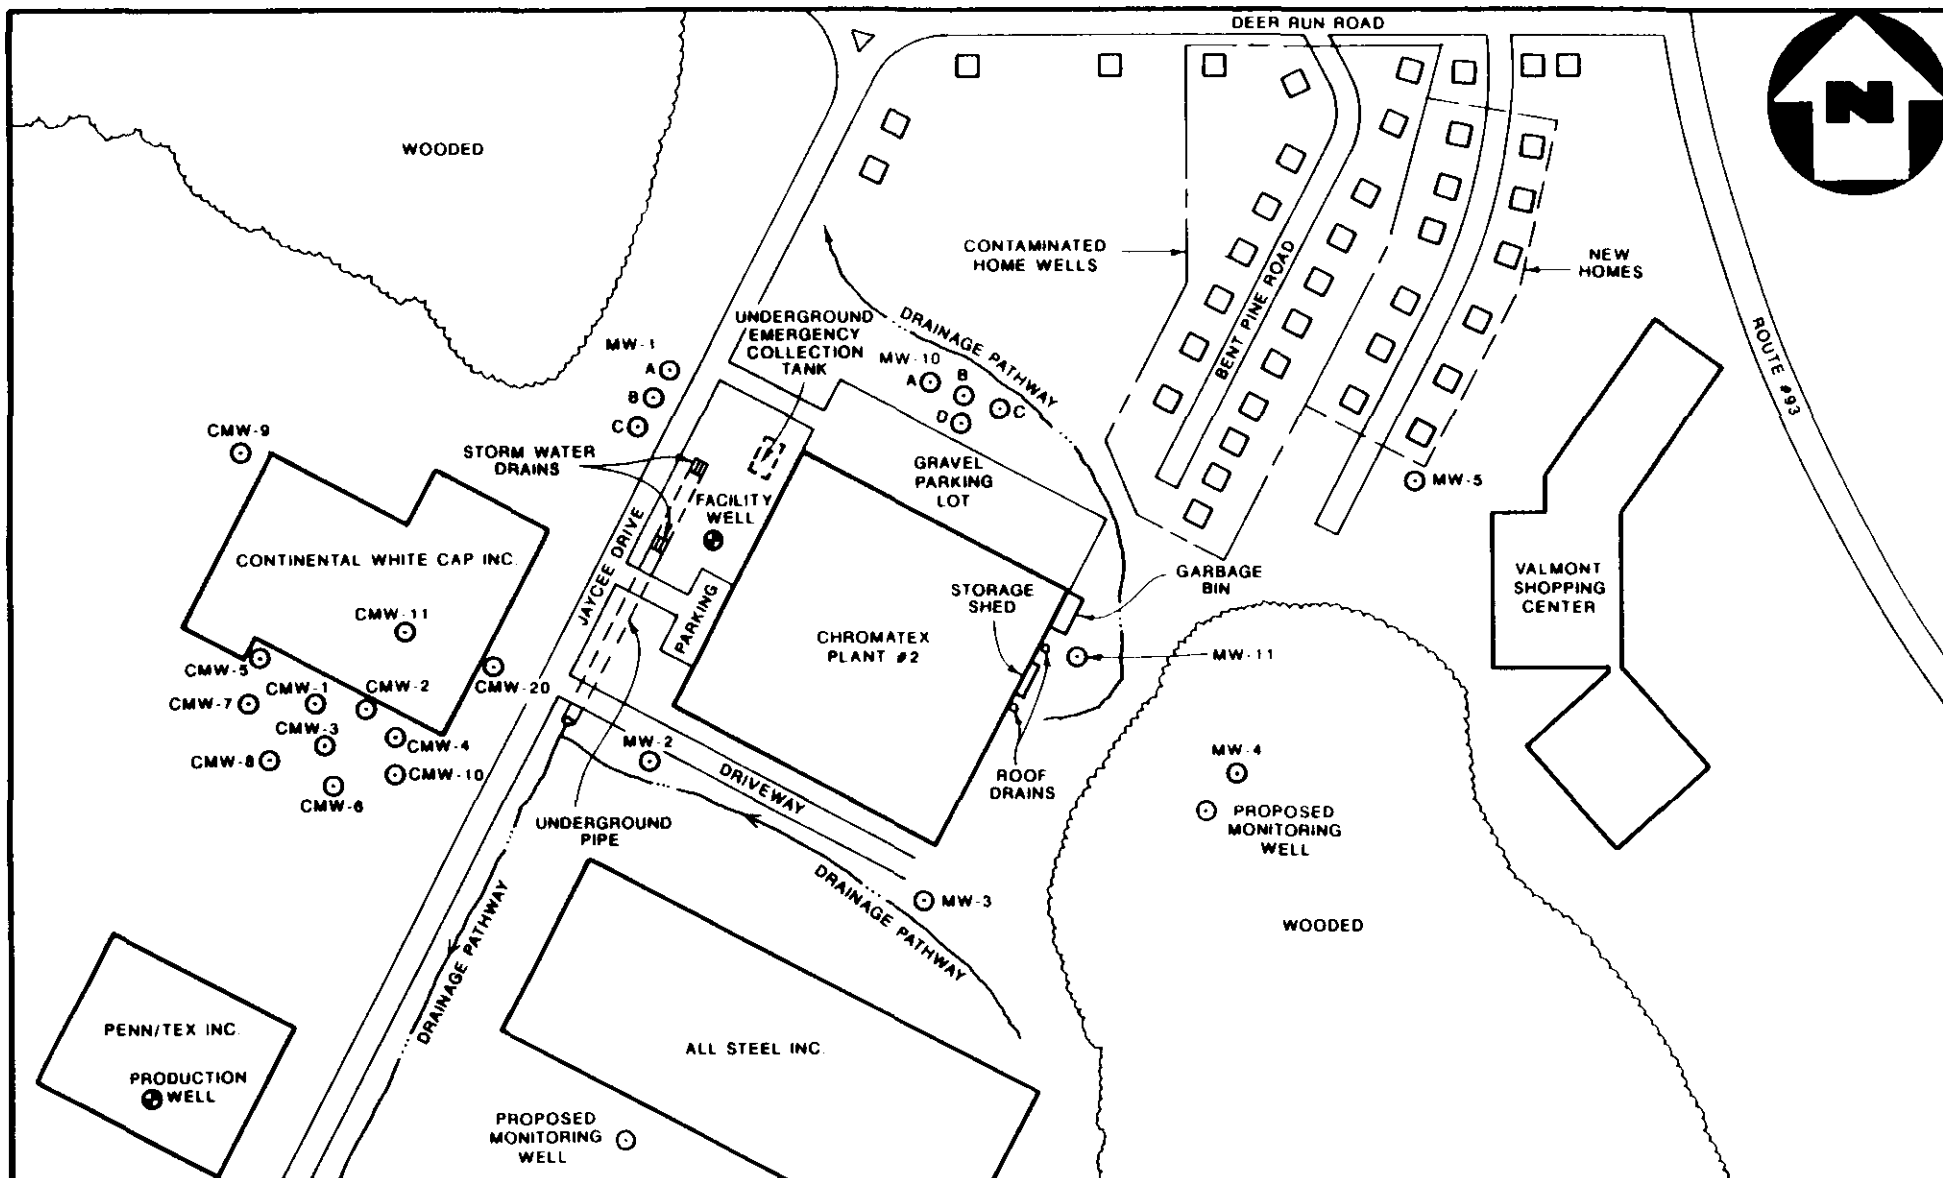 DEER RUN ROAD
N
WOODED
CONTAMINATED
HOME WELLS
NEW
HOMES
BENT PINE ROAD
ROUTE #93
UNDERGROUND
EMERGENCY
COLLECTION
TANK
DRAINAGE PATHWAY
MW-1
A
B
C
MW-10
A
B
C
D
CMW-9
STORM WATER
DRAINS
GRAVEL
PARKING
LOT
MW-5
FACILITY
WELL
JAYCEE DRIVE
CONTINENTAL WHITE CAP INC.
CMW-11
STORAGE
SHED
GARBAGE
BIN
VALMONT
SHOPPING
CENTER
PARKING
CHROMATEX
PLANT #2
MW-11
CMW-5
CMW-1
CMW-2
CMW-20
CMW-7
CMW-3
CMW-4
CMW-8
CMW-10
CMW-6
MW-2
DRIVEWAY
ROOF
DRAINS
MW-4
PROPOSED
MONITORING
WELL
UNDERGROUND
PIPE
DRAINAGE PATHWAY
DRAINAGE PATHWAY
MW-3
WOODED
PENN/TEX INC.
PRODUCTION
WELL
ALL STEEL INC.
PROPOSED
MONITORING
WELL